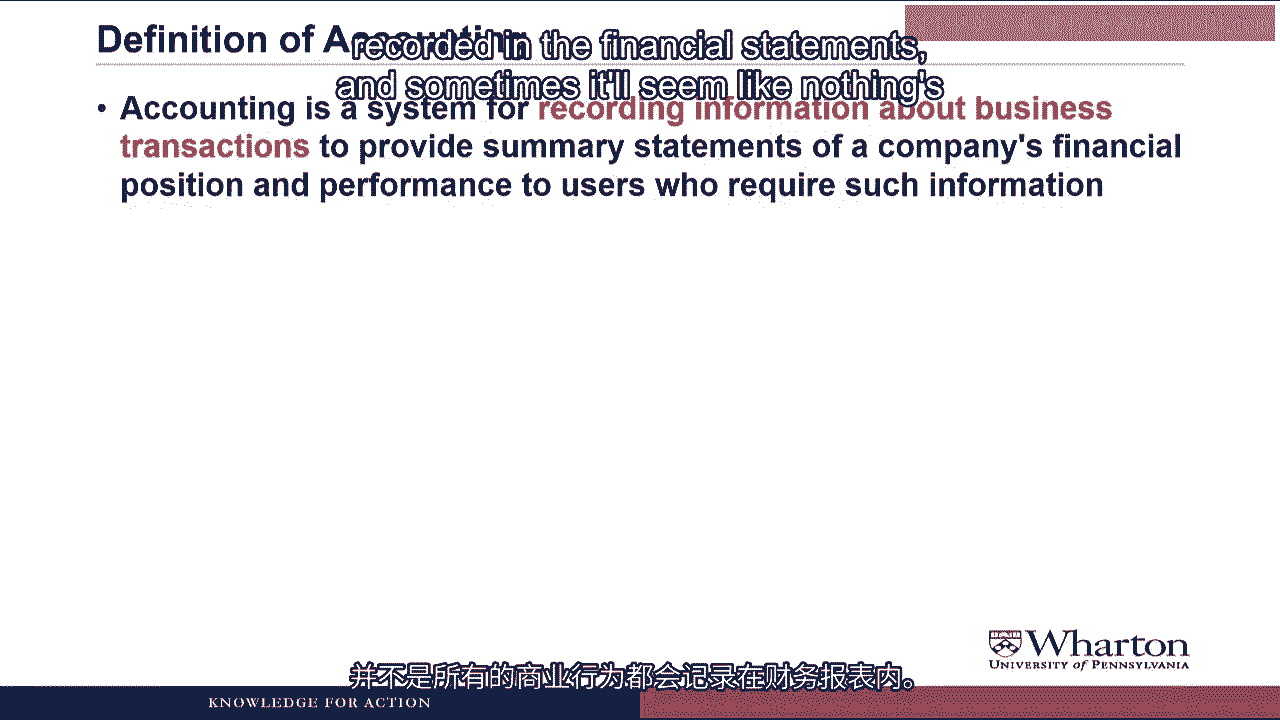 Definition of Accounting
recorded in the financial statements,
and sometimes it'll seem like nothing's
• Accounting is a system for recording information about business
transactions to provide summary statements of a company's financial
position and performance to users who require such information
Wharton
UNIVERSITY of PENNSYLVANIA
并不是所有的商业行为都会记录在财务报表内。
KNOWLEDGE FOR ACTION